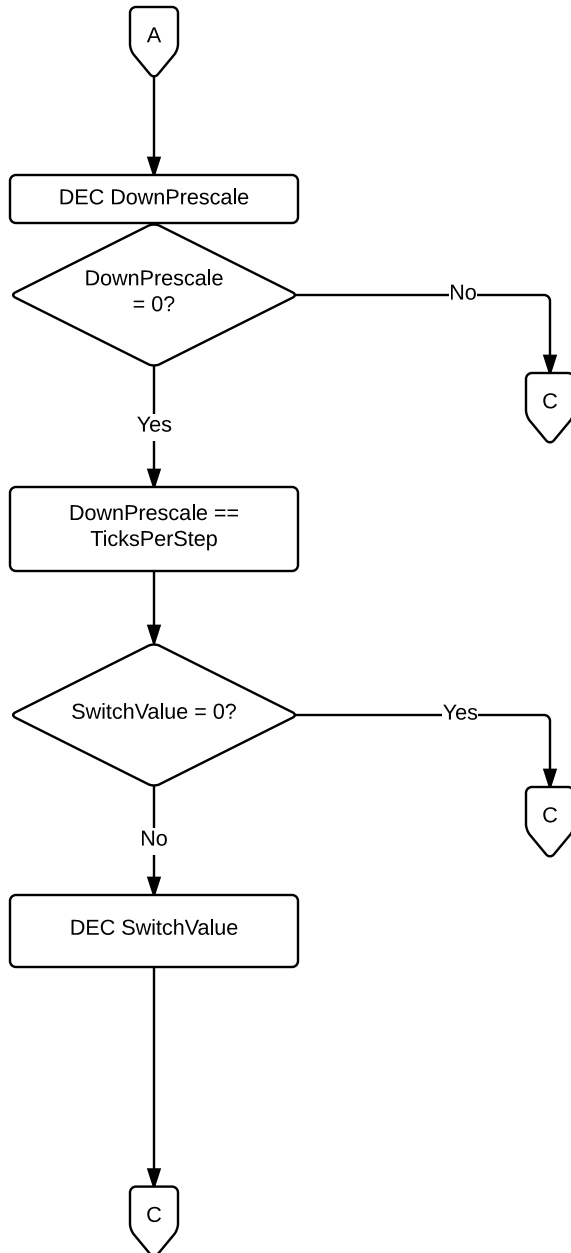 A
DEC DownPrescale
DownPrescale
= 0?
No
C
Yes
DownPrescale ==
TicksPerStep
SwitchValue = 0?
Yes
C
No
DEC SwitchValue
C